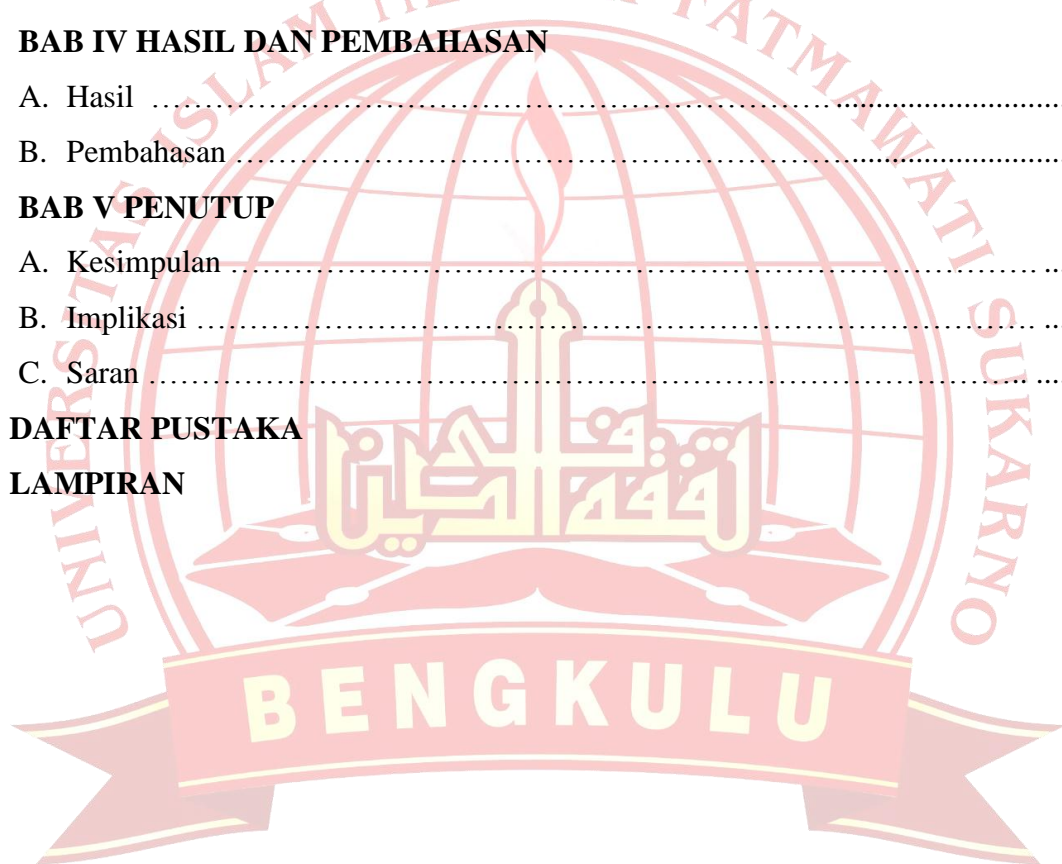 BAB IV HASIL DAN PEMBAHASAN
A. Hasil ................................................................
B. Pembahasan ................................................................
BAB V PENUTUP
A. Kesimpulan ................................................................
B. Implikasi ................................................................
C. Saran ................................................................
DAFTAR PUSTAKA
LAMPIRAN
UNIVERSITAS ISLAM FATMAWATI SUKARNO
BENGKULU